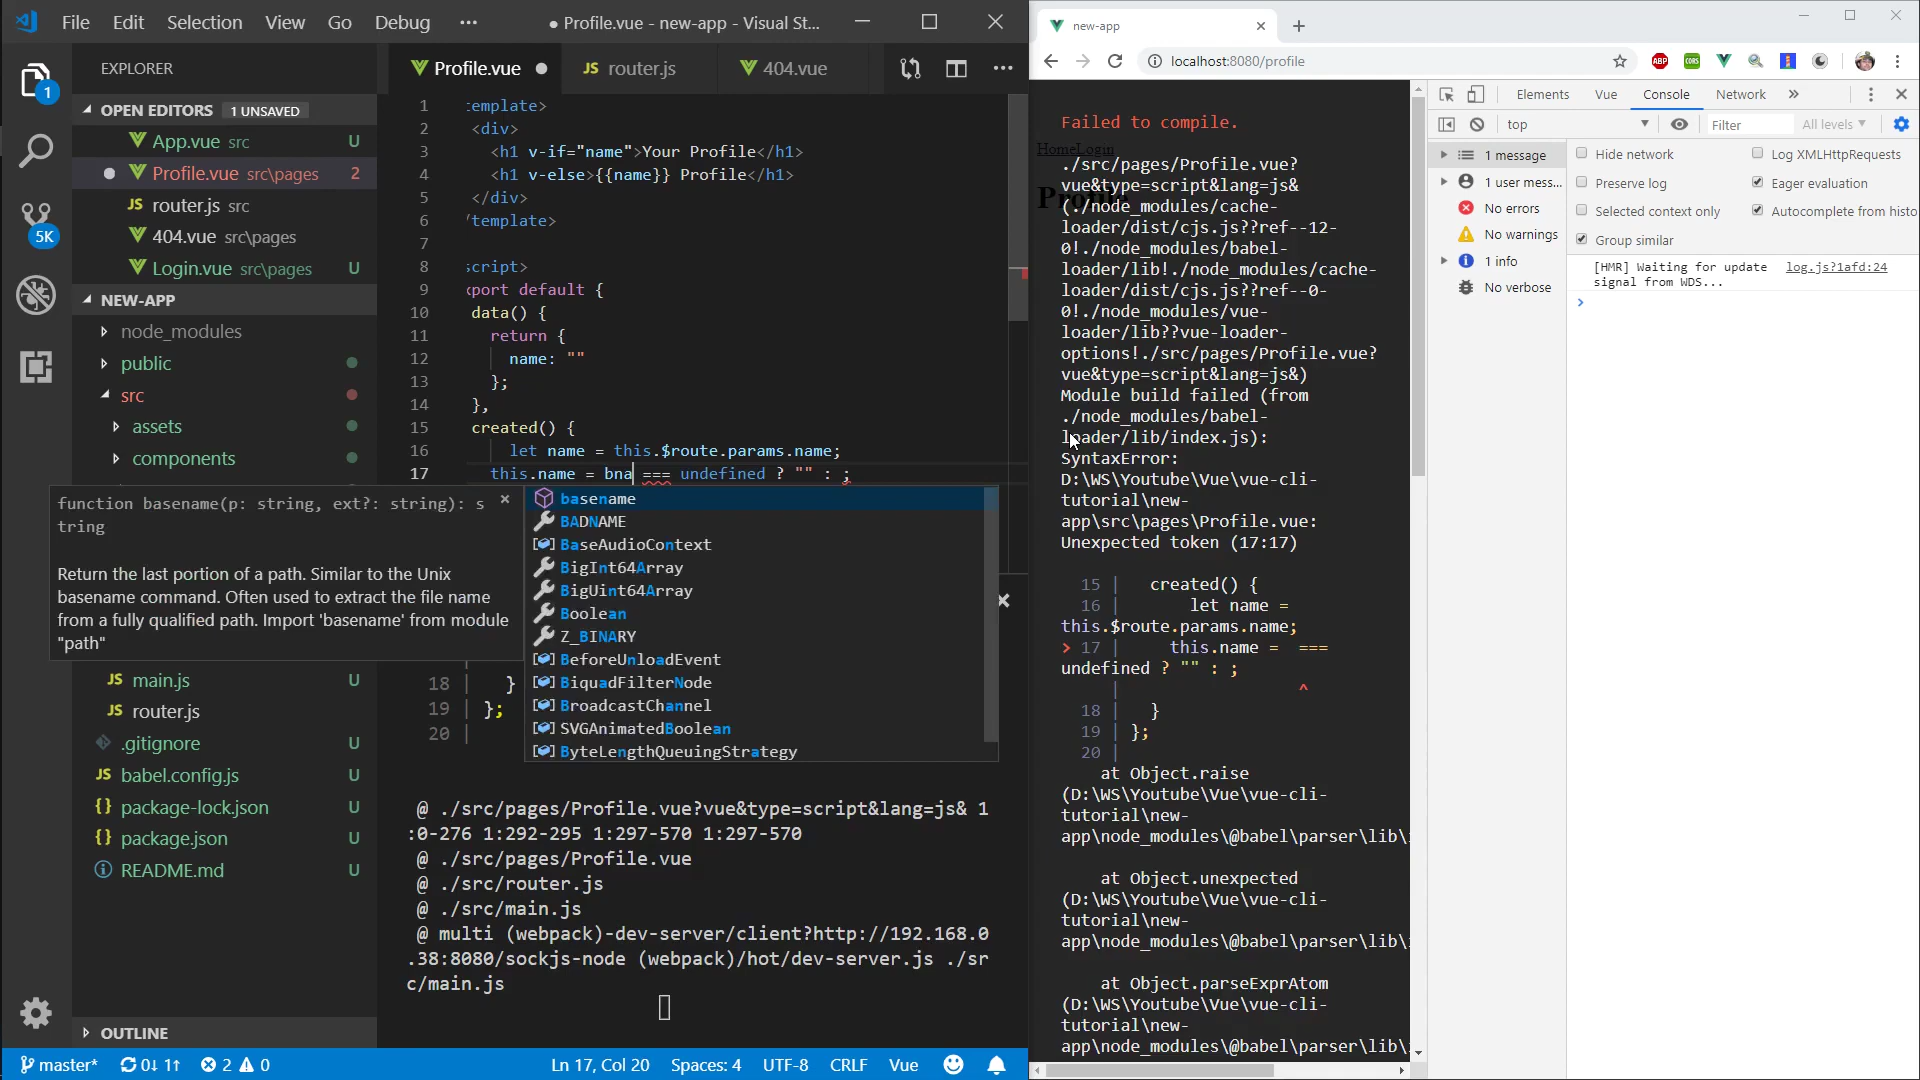 File Edit Selection View Go Debug ···
● Profile.vue - new-app - Visual St...
EXPLORER
OPEN EDITORS 1 UNSAVED
App.vue src U
Profile.vue src\pages 2
JS router.js src
404.vue src\pages
Login.vue src\pages U
NEW-APP
node_modules
public
src
assets
components
JS main.js U
JS router.js
.gitignore U
JS babel.config.js U
{} package-lock.json U
{} package.json U
README.md U
OUTLINE
1
5K
Profile.vue ●
JS router.js
404.vue
1 :emplate>
2 <div>
3 <h1 v-if="name">Your Profile</h1>
4 <h1 v-else>{{name}} Profile</h1>
5 </div>
6 'template>
7
8 script>
9 xport default {
10 data() {
11 return {
12 name: ""
13 };
14 },
15 created() {
16 let name = this.$route.params.name;
17 this.name = bna === undefined ? "" : ;
function basename(p: string, ext?: string): s
tring
Return the last portion of a path. Similar to the Unix
basename command. Often used to extract the file name
from a fully qualified path. Import 'basename' from module
"path"
basename
BADNAME
BaseAudioContext
BigInt64Array
BigUint64Array
Boolean
Z_BINARY
BeforeUnloadEvent
BiquadFilterNode
BroadcastChannel
SVGAnimatedBoolean
ByteLengthQueuingStrategy
18 | }
19 | };
20 |
@ ./src/pages/Profile.vue?vue&type=script&lang=js& 1
:0-276 1:292-295 1:297-570 1:297-570
@ ./src/pages/Profile.vue
@ ./src/router.js
@ ./src/main.js
@ multi (webpack)-dev-server/client?http://192.168.0
.38:8080/sockjs-node (webpack)/hot/dev-server.js ./sr
c/main.js
master* 0↓ 1↑ 2 0
Ln 17, Col 20 Spaces: 4 UTF-8 CRLF Vue
new-app
localhost:8080/profile
ABP CORS
Failed to compile.
HomeLogin
./src/pages/Profile.vue?
vue&type=script&lang=js&
(./node_modules/cache-
loader/dist/cjs.js??ref--12-
0!./node_modules/babel-
loader/lib!./node_modules/cache-
loader/dist/cjs.js??ref--0-
0!./node_modules/vue-
loader/lib??vue-loader-
options!./src/pages/Profile.vue?
vue&type=script&lang=js&)
Module build failed (from
./node_modules/babel-
loader/lib/index.js):
SyntaxError:
D:\WS\Youtube\Vue\vue-cli-
tutorial\new-
app\src\pages\Profile.vue:
Unexpected token (17:17)
15 | created() {
16 | let name =
this.$route.params.name;
> 17 | this.name =  ===
undefined ? "" : ;
| ^
18 | }
19 | };
20 |
at Object.raise
(D:\WS\Youtube\Vue\vue-cli-
tutorial\new-
app\node_modules\@babel\parser\lib\
at Object.unexpected
(D:\WS\Youtube\Vue\vue-cli-
tutorial\new-
app\node_modules\@babel\parser\lib\
at Object.parseExprAtom
(D:\WS\Youtube\Vue\vue-cli-
tutorial\new-
app\node_modules\@babel\parser\lib\
Elements Vue Console Network »
top Filter All levels ▼
1 message
1 user mess...
No errors
No warnings
1 info
No verbose
Hide network
Log XMLHttpRequests
Preserve log
Eager evaluation
Selected context only
Autocomplete from histo
Group similar
[HMR] Waiting for update log.js?1afd:24
signal from WDS...